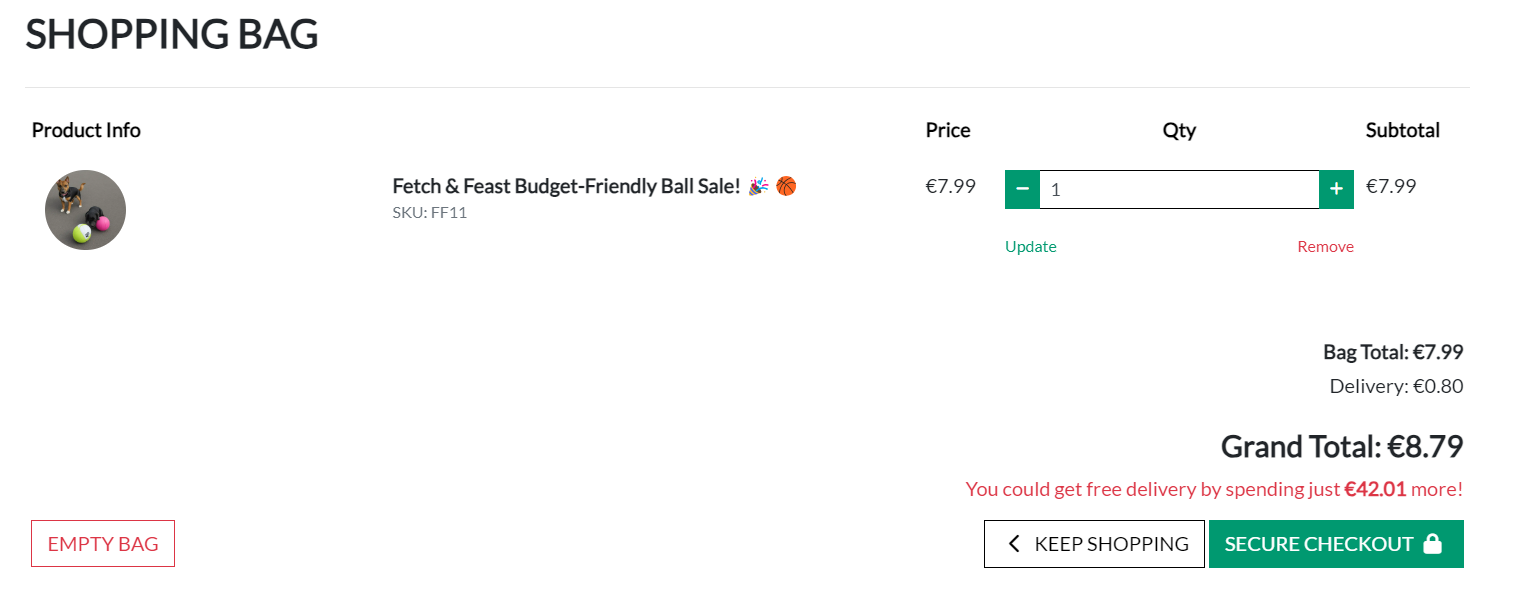 SHOPPING BAG
Product Info Price Qty Subtotal
Fetch & Feast Budget-Friendly Ball Sale! 🎉 🏀 €7.99 1 €7.99
SKU: FF11
Update Remove
Bag Total: €7.99
Delivery: €0.80
Grand Total: €8.79
You could get free delivery by spending just €42.01 more!
EMPTY BAG KEEP SHOPPING SECURE CHECKOUT